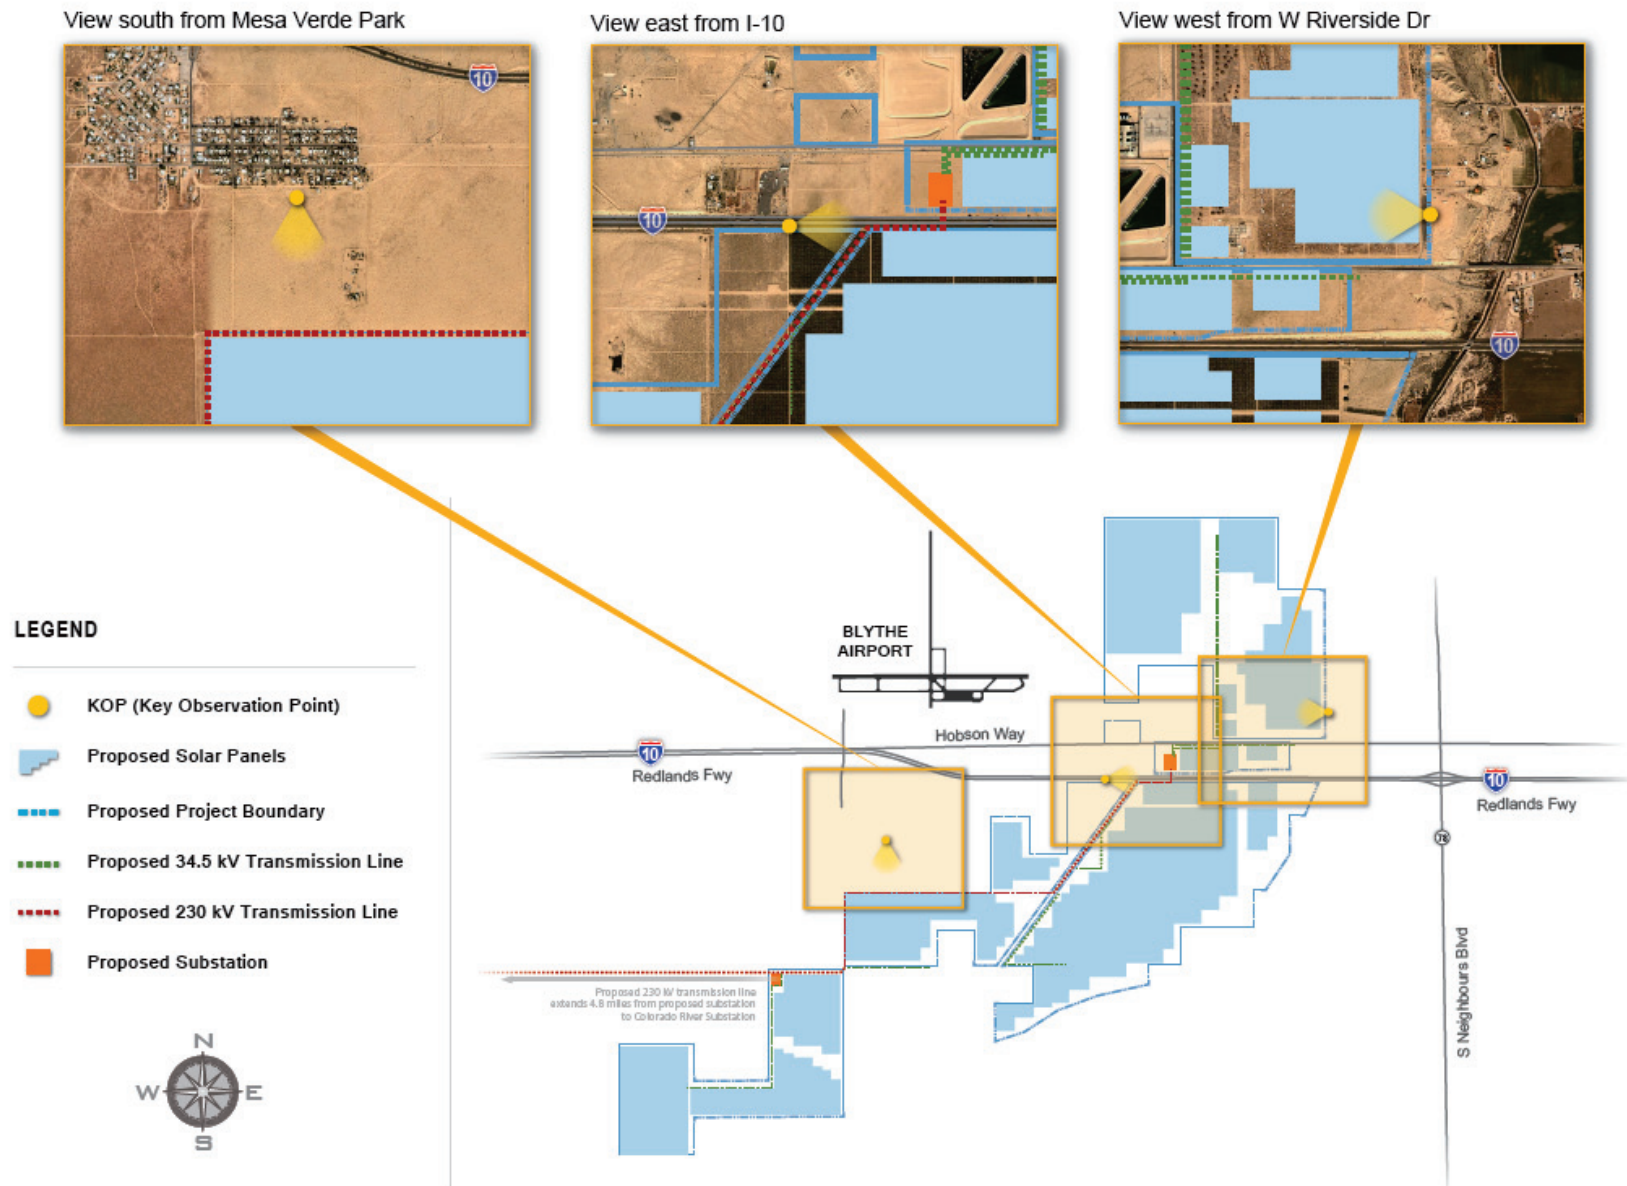 View south from Mesa Verde Park
View east from I-10
View west from W Riverside Dr
10
10
10
LEGEND
KOP (Key Observation Point)
Proposed Solar Panels
Proposed Project Boundary
Proposed 34.5 kV Transmission Line
Proposed 230 kV Transmission Line
Proposed Substation
N
W
E
S
BLYTHE
AIRPORT
Hobson Way
10
Redlands Fwy
10
Redlands Fwy
78
S Neighbours Blvd
Proposed 230 kV transmission line
extends 4.8 miles from proposed substation
to Colorado River Substation